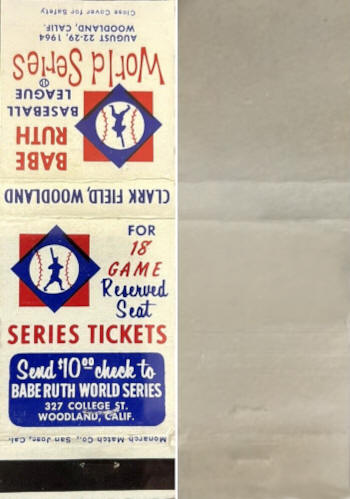 Close Cover for Safety
AUGUST 22-29, 1964
WOODLAND, CALIF.
World Series
BABE
RUTH
BASEBALL
LEAGUE
CLARK FIELD, WOODLAND
FOR
18
GAME
Reserved
Seat
SERIES TICKETS
Send $10.00 check to
BABE RUTH WORLD SERIES
327 COLLEGE ST.
WOODLAND, CALIF.
Monarch Match Co., San Jose, Cal.